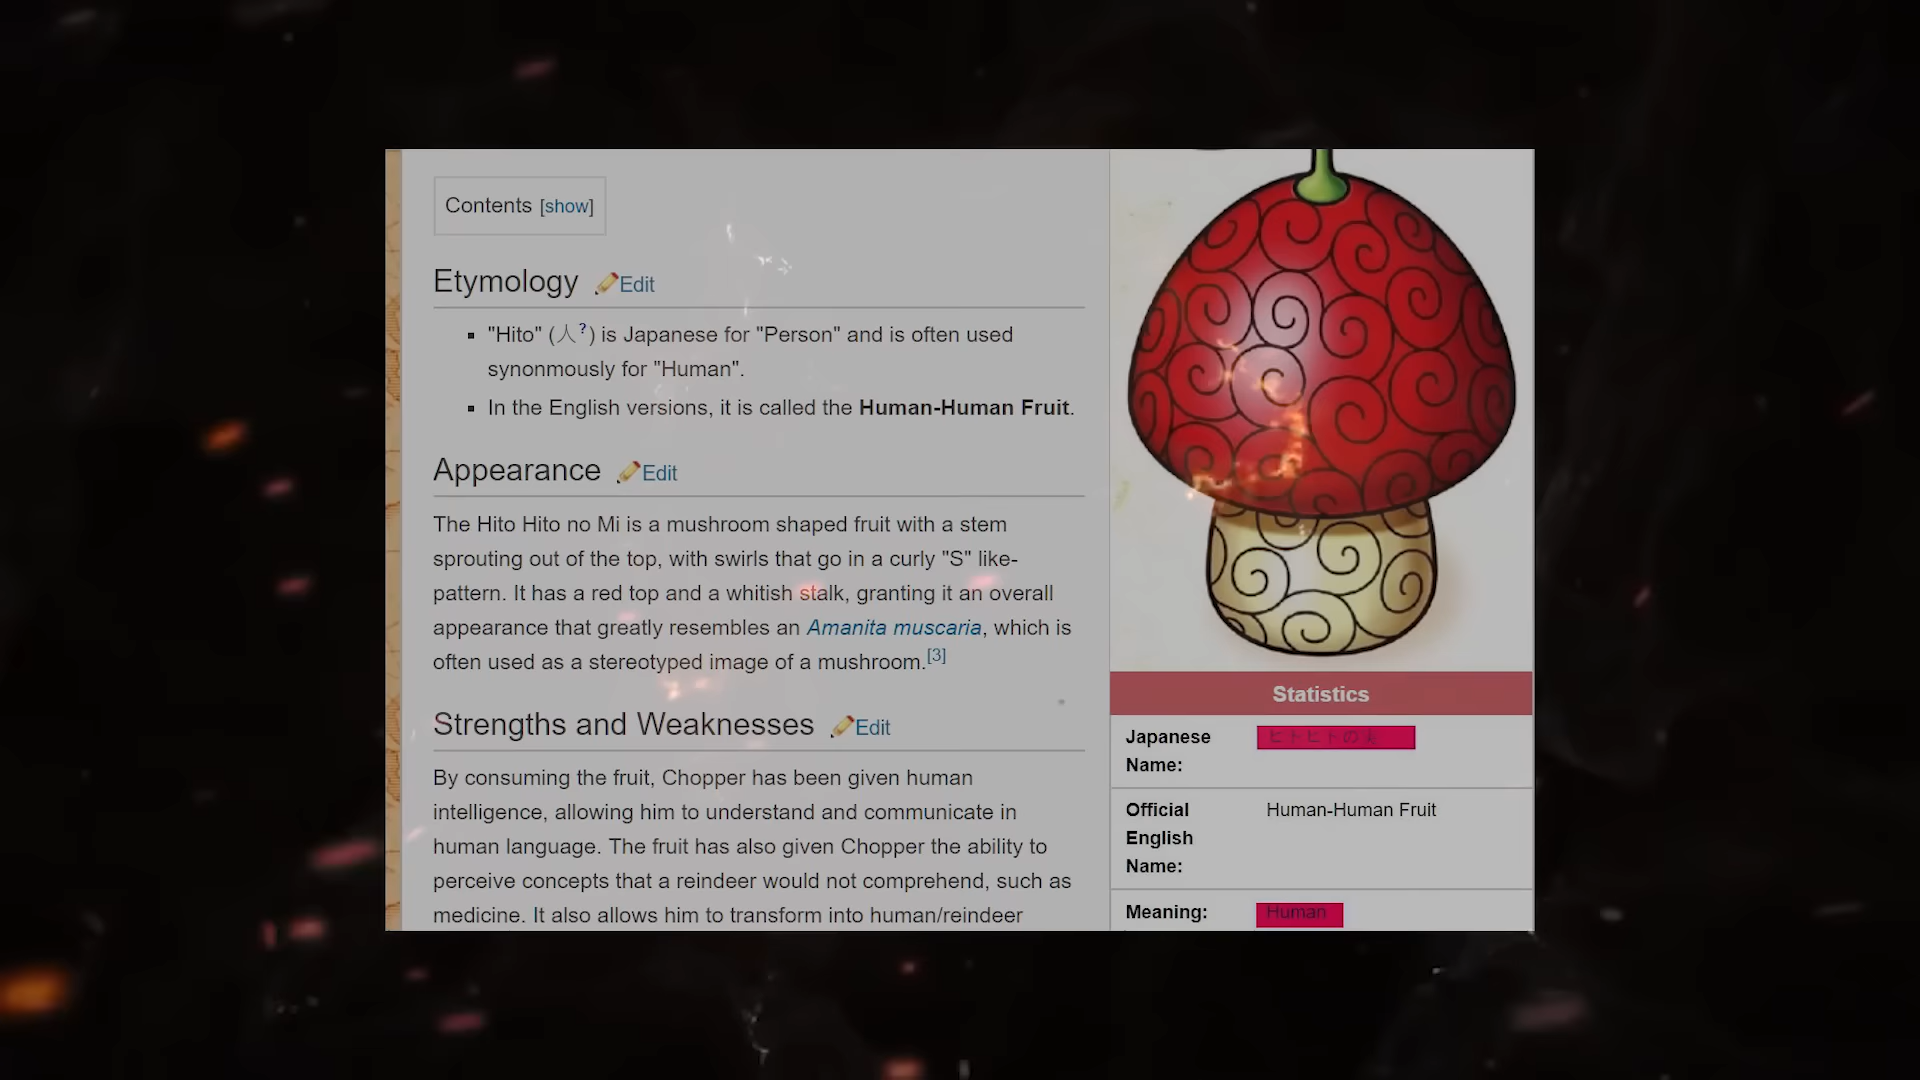 Contents [show]
Etymology Edit
"Hito" (人?) is Japanese for "Person" and is often used
synonmously for "Human".
In the English versions, it is called the Human-Human Fruit.
Appearance Edit
The Hito Hito no Mi is a mushroom shaped fruit with a stem
sprouting out of the top, with swirls that go in a curly "S" like-
pattern. It has a red top and a whitish stalk, granting it an overall
appearance that greatly resembles an Amanita muscaria, which is
often used as a stereotyped image of a mushroom.[3]
Strengths and Weaknesses Edit
By consuming the fruit, Chopper has been given human
intelligence, allowing him to understand and communicate in
human language. The fruit has also given Chopper the ability to
perceive concepts that a reindeer would not comprehend, such as
medicine. It also allows him to transform into human/reindeer
Statistics
Japanese
Name:
ヒトヒトの実
Official
English
Name:
Human-Human Fruit
Meaning:
Human